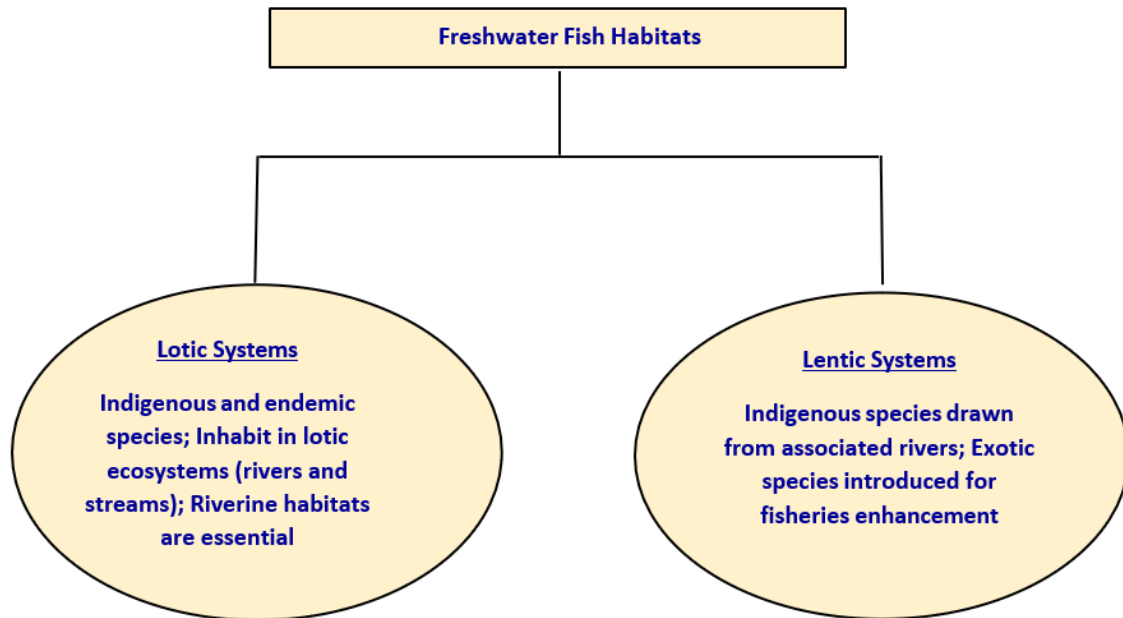 Freshwater Fish Habitats
Lotic Systems
Indigenous and endemic
species; Inhabit in lotic
ecosystems (rivers and
streams); Riverine habitats
are essential
Lentic Systems
Indigenous species drawn
from associated rivers; Exotic
species introduced for
fisheries enhancement